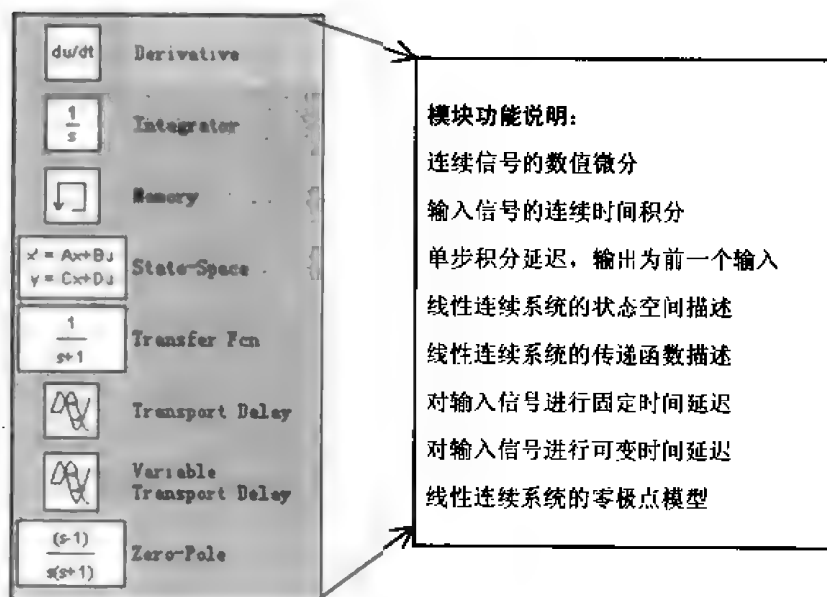 du/dt Derivative
1
s
Integrator
Memory
x' = Ax+Bu
y = Cx+Du
State-Space
1
s+1
Transfer Fcn
Transport Delay
Variable
Transport Delay
(s-1)
s(s+1)
Zero-Pole
模块功能说明:
连续信号的数值微分
输入信号的连续时间积分
单步积分延迟，输出为前一个输入
线性连续系统的状态空间描述
线性连续系统的传递函数描述
对输入信号进行固定时间延迟
对输入信号进行可变时间延迟
线性连续系统的零极点模型